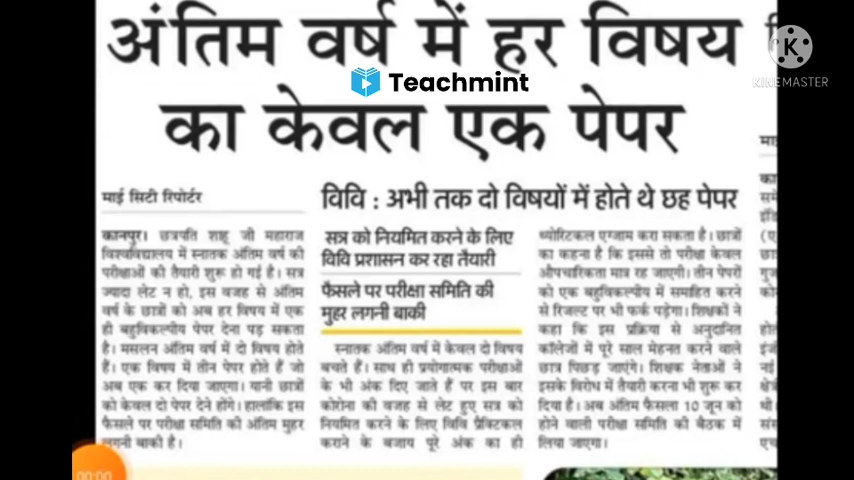 अंतिम वर्ष में हर विषय
K
KINEMASTER
Teachmint
का केवल एक पेपर
माई सिटी रिपोर्टर
विवि : अभी तक दो विषयों में होते थे छह पेपर
कानपुर। छत्रपति शाहू जी महाराज
विश्वविद्यालय में स्नातक अंतिम वर्ष की
परीक्षाओं की तैयारी शुरू हो गई है। सत्र
ज्यादा लेट न हो, इस वजह से अंतिम
वर्ष के छात्रों को अब हर विषय में एक
ही बहुविकल्पीय पेपर देना पड़ सकता
है। मसलन अंतिम वर्ष में दो विषय होते
हैं। एक विषय में तीन पेपर होते हैं जो
अब एक कर दिया जाएगा। यानी छात्रों
को केवल दो पेपर देने होंगे। हालांकि इस
फैसले पर परीक्षा समिति की अंतिम मुहर
लगनी बाकी है।
सत्र को नियमित करने के लिए
विवि प्रशासन कर रहा तैयारी
फैसले पर परीक्षा समिति की
मुहर लगनी बाकी
स्नातक अंतिम वर्ष में केवल दो विषय
बचते हैं। साथ ही प्रयोगात्मक परीक्षाओं
के भी अंक दिए जाते हैं पर इस बार
कोरोना की वजह से लेट हुए सत्र को
नियमित करने के लिए विवि प्रैक्टिकल
कराने के बजाय पूरे अंक का ही
थ्योरिटकल एग्जाम करा सकता है। छात्रों
का कहना है कि इससे तो परीक्षा केवल
औपचारिकता मात्र रह जाएगी। तीन पेपरों
को एक बहुविकल्पीय में समाहित करने
से रिजल्ट पर भी फर्क पड़ेगा। शिक्षकों ने
कहा कि इस प्रक्रिया से अनुदानित
कॉलेजों में पूरे साल मेहनत करने वाले
छात्र पिछड़ जाएंगे। शिक्षक नेताओं ने
इसके विरोध में तैयारी करना भी शुरू कर
दिया है। अब अंतिम फैसला 10 जून को
होने वाली परीक्षा समिति की बैठक में
लिया जाएगा।
00:00